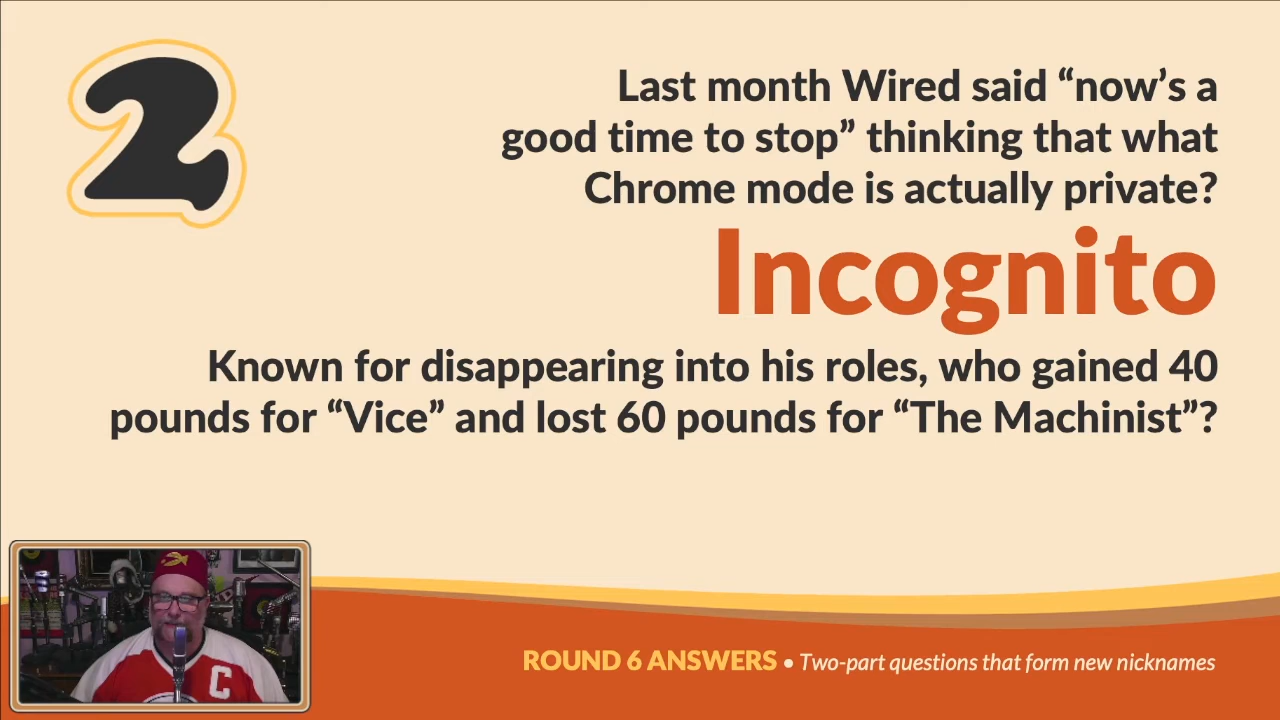 2
Last month Wired said “now’s a
good time to stop” thinking that what
Chrome mode is actually private?
Incognito
Known for disappearing into his roles, who gained 40
pounds for “Vice” and lost 60 pounds for “The Machinist”?
C
ROUND 6 ANSWERS • Two-part questions that form new nicknames